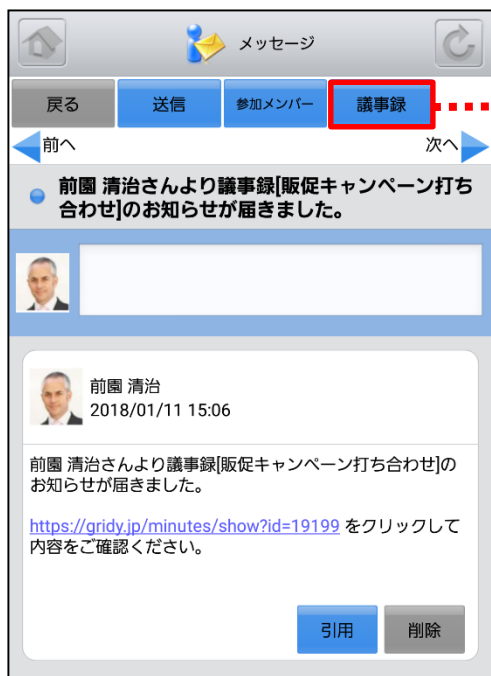 メッセージ
戻る 送信 参加メンバー 議事録
前へ 次へ
前園 清治さんより議事録[販促キャンペーン打ち
合わせ]のお知らせが届きました。
前園 清治
2018/01/11 15:06
前園 清治さんより議事録[販促キャンペーン打ち合わせ]の
お知らせが届きました。
https://gridy.jp/minutes/show?id=19199 をクリックして
内容をご確認ください。
引用 削除